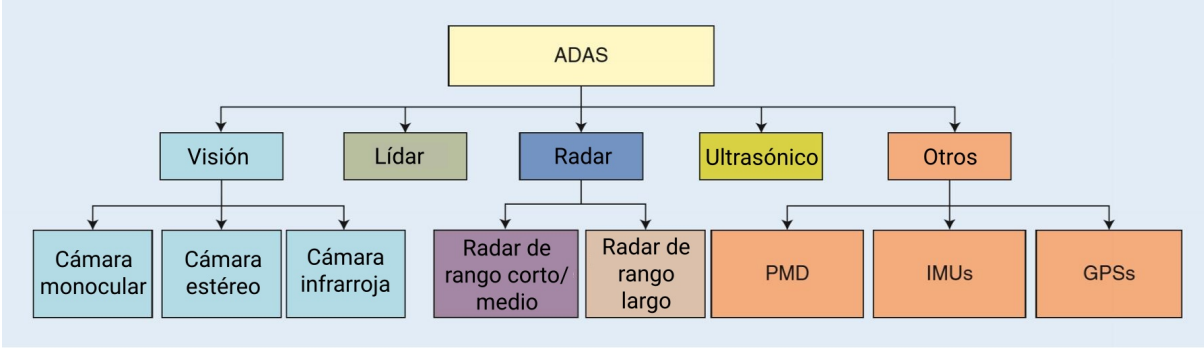 ADAS
Visión
Lídar
Radar
Ultrasónico
Otros
Cámara
monocular
Cámara
estéreo
Cámara
infrarroja
Radar de
rango corto/
medio
Radar de
rango
largo
PMD
IMUs
GPSs